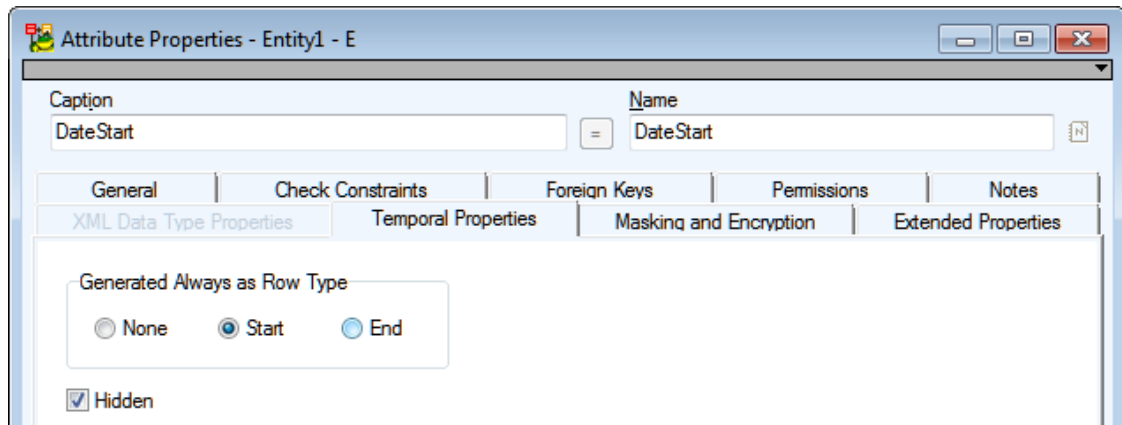 Attribute Properties - Entity1 - E
Caption Name
DateStart = DateStart N
General Check Constraints Foreign Keys Permissions Notes
XML Data Type Properties Temporal Properties Masking and Encryption Extended Properties
Generated Always as Row Type
None Start End
Hidden